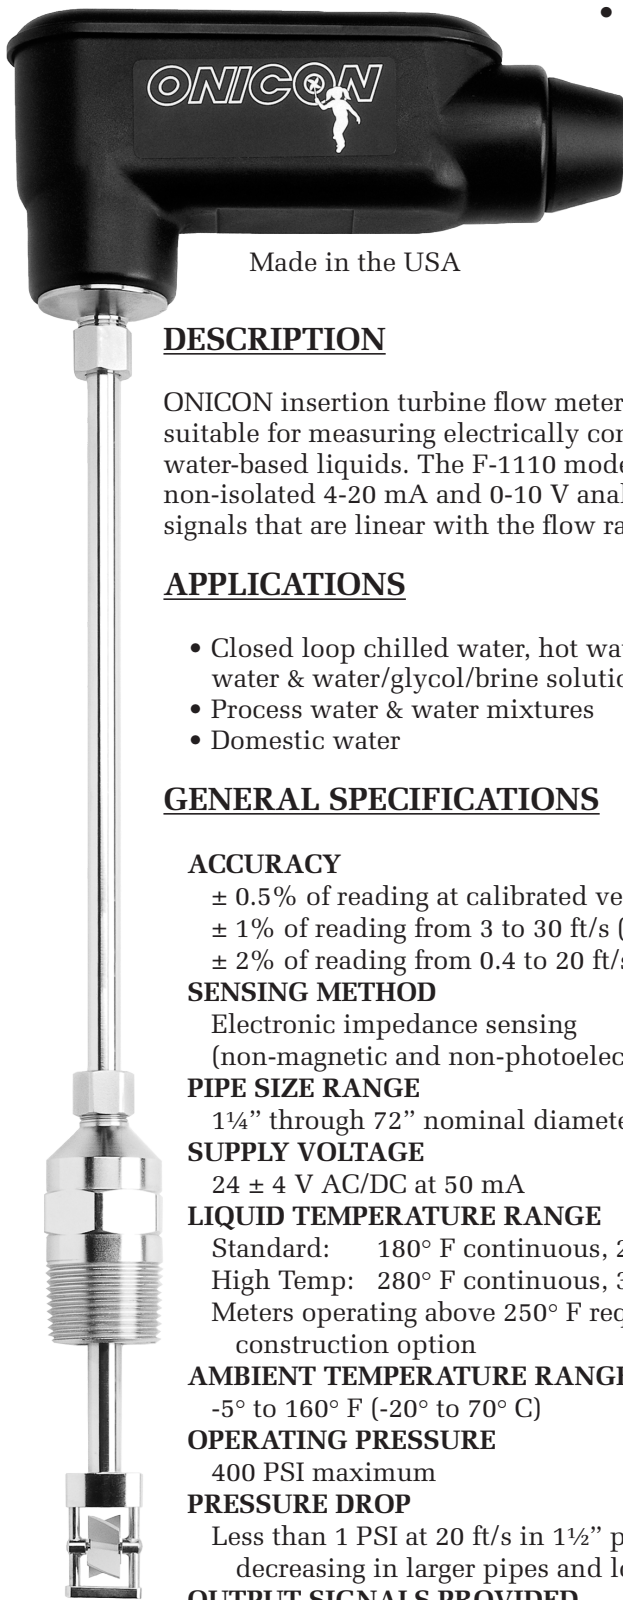 •
ONICON
Made in the USA
DESCRIPTION
ONICON insertion turbine flow meter
suitable for measuring electrically co
water-based liquids. The F-1110 mode
non-isolated 4-20 mA and 0-10 V anal
signals that are linear with the flow ra
APPLICATIONS
• Closed loop chilled water, hot wa
water & water/glycol/brine solutio
• Process water & water mixtures
• Domestic water
GENERAL SPECIFICATIONS
ACCURACY
± 0.5% of reading at calibrated ve
± 1% of reading from 3 to 30 ft/s (
± 2% of reading from 0.4 to 20 ft/s
SENSING METHOD
Electronic impedance sensing
(non-magnetic and non-photoelec
PIPE SIZE RANGE
1¼” through 72” nominal diamete
SUPPLY VOLTAGE
24 ± 4 V AC/DC at 50 mA
LIQUID TEMPERATURE RANGE
Standard: 180° F continuous, 2
High Temp: 280° F continuous, 3
Meters operating above 250° F req
construction option
AMBIENT TEMPERATURE RANGE
-5° to 160° F (-20° to 70° C)
OPERATING PRESSURE
400 PSI maximum
PRESSURE DROP
Less than 1 PSI at 20 ft/s in 1½” p
decreasing in larger pipes and lo
OUTPUT SIGNALS PROVIDED